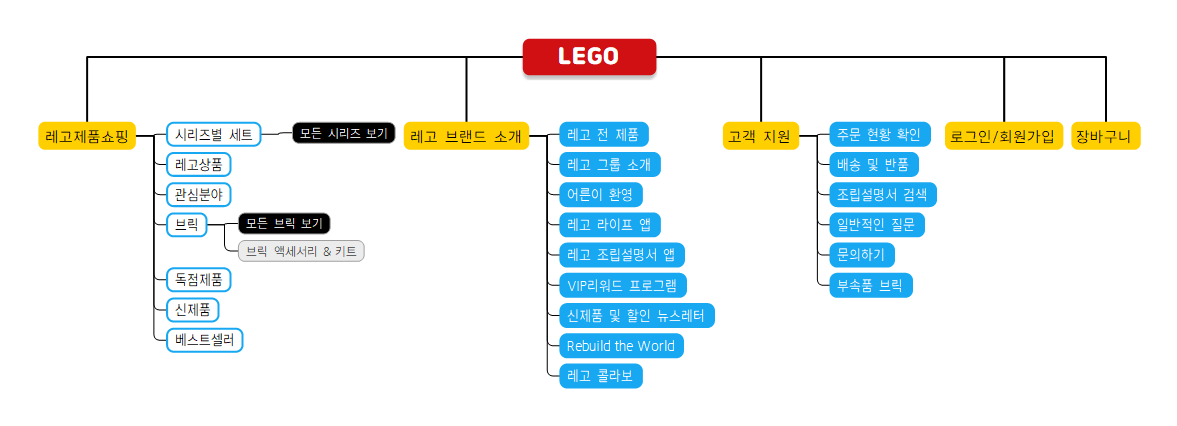 LEGO
레고제품쇼핑
시리즈별 세트
모든 시리즈 보기
레고상품
관심분야
브릭
모든 브릭 보기
브릭 액세서리 & 키트
독점제품
신제품
베스트셀러
레고 브랜드 소개
레고 전 제품
레고 그룹 소개
어른이 환영
레고 라이프 앱
레고 조립설명서 앱
VIP리워드 프로그램
신제품 및 할인 뉴스레터
Rebuild the World
레고 콜라보
고객 지원
주문 현황 확인
배송 및 반품
조립설명서 검색
일반적인 질문
문의하기
부속품 브릭
로그인/회원가입
장바구니